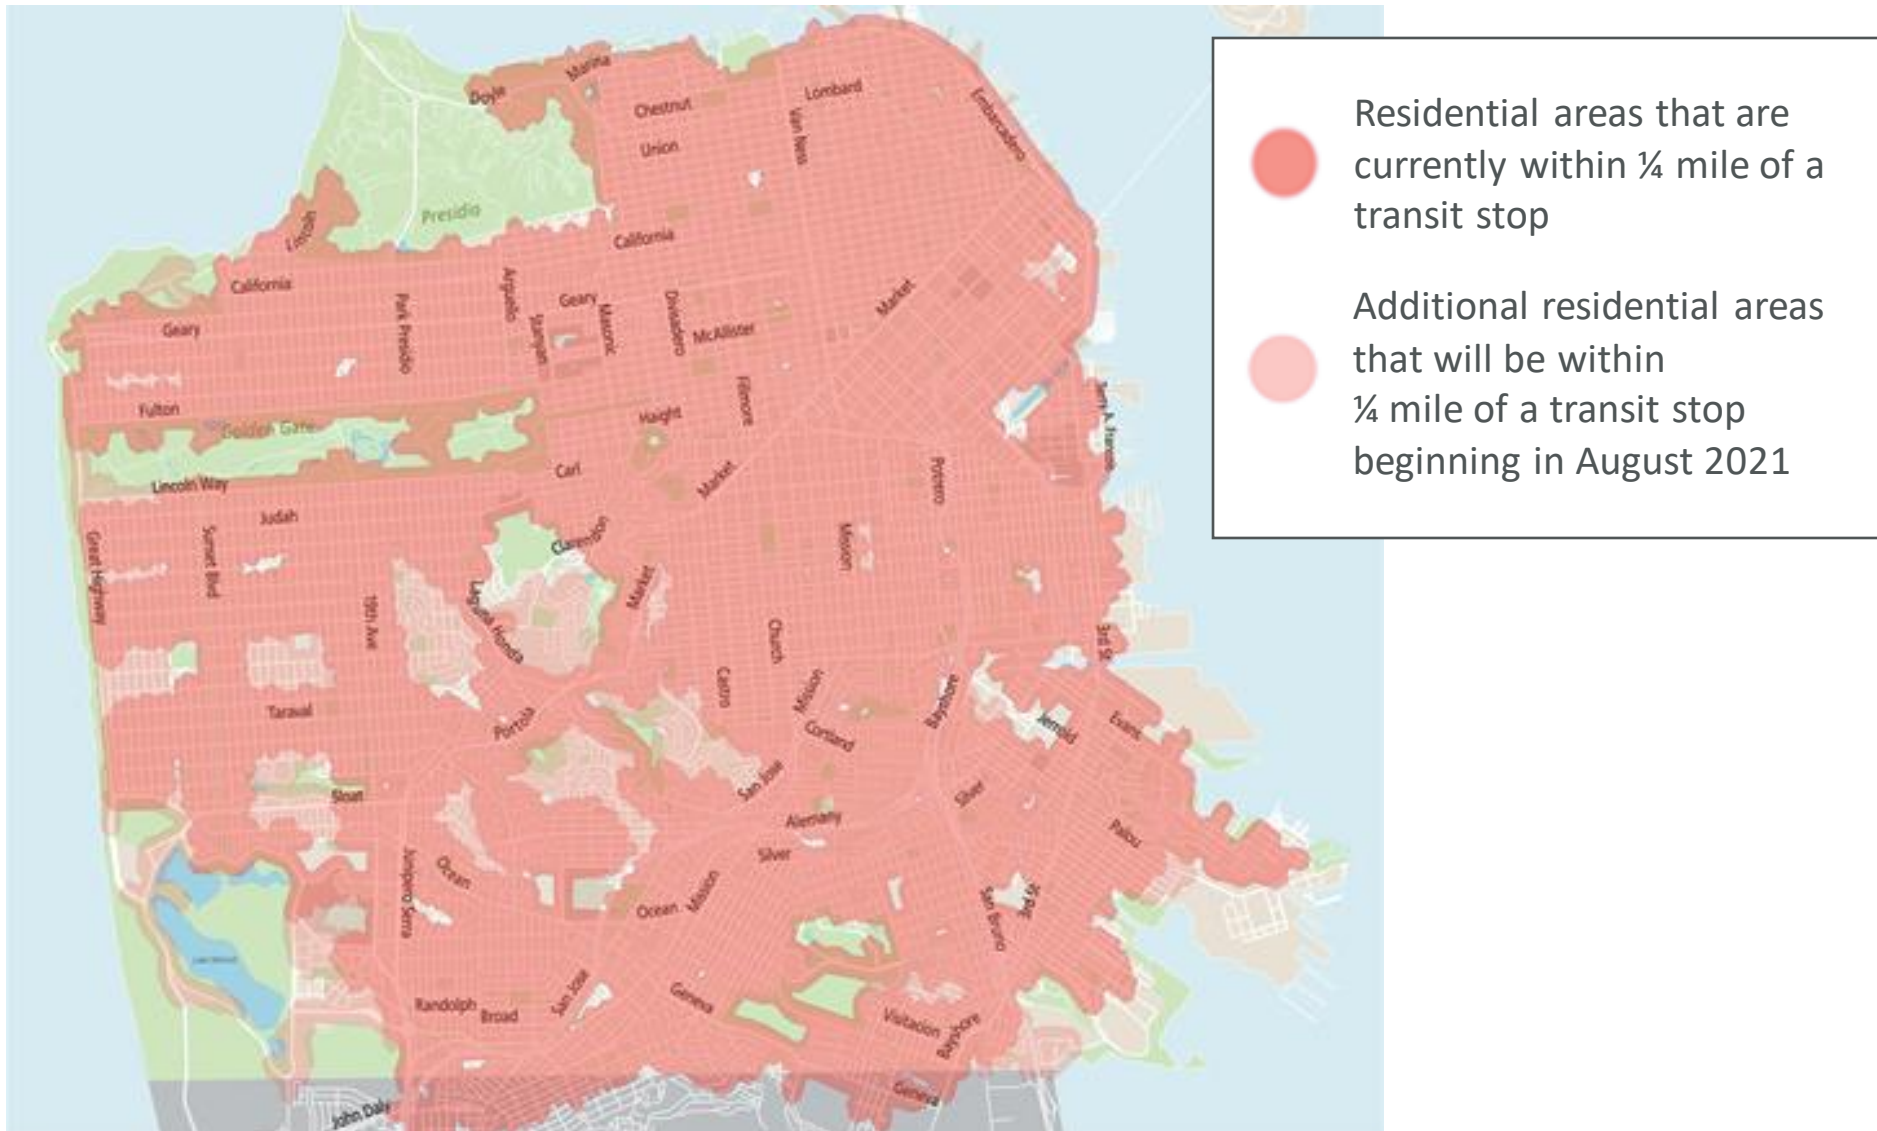 Marina
Doyle
Lombard
Chestnut
Embarcadero
Van Ness
Union
Presidio
Lincoln
California
California
Arguello
Geary
Park Presidio
Divisadero
Masonic
Market
Stanyan
Geary
McAllister
Fillmore
Fulton
Haight
Terry A. Francois
Golden Gate
Carl
Market
Potrero
Lincoln Way
Judah
Clarendon
Mission
Great Highway
Sunset Blvd
Market
19th Ave
Laguna Honda
Church
3rd St
Castro
Mission
Bayshore
Taraval
Portola
Cortland
Jerrold
Evans
San Jose
Sloat
Silver
Alemany
Palou
Silver
Ocean
Junipero Serra
Mission
Ocean
San Bruno
3rd St
Lake Merced
Randolph
Broad
San Jose
Geneva
Visitacion
Bayshore
Geneva
John Daly
Residential areas that are
currently within ¼ mile of a
transit stop
Additional residential areas
that will be within
¼ mile of a transit stop
beginning in August 2021